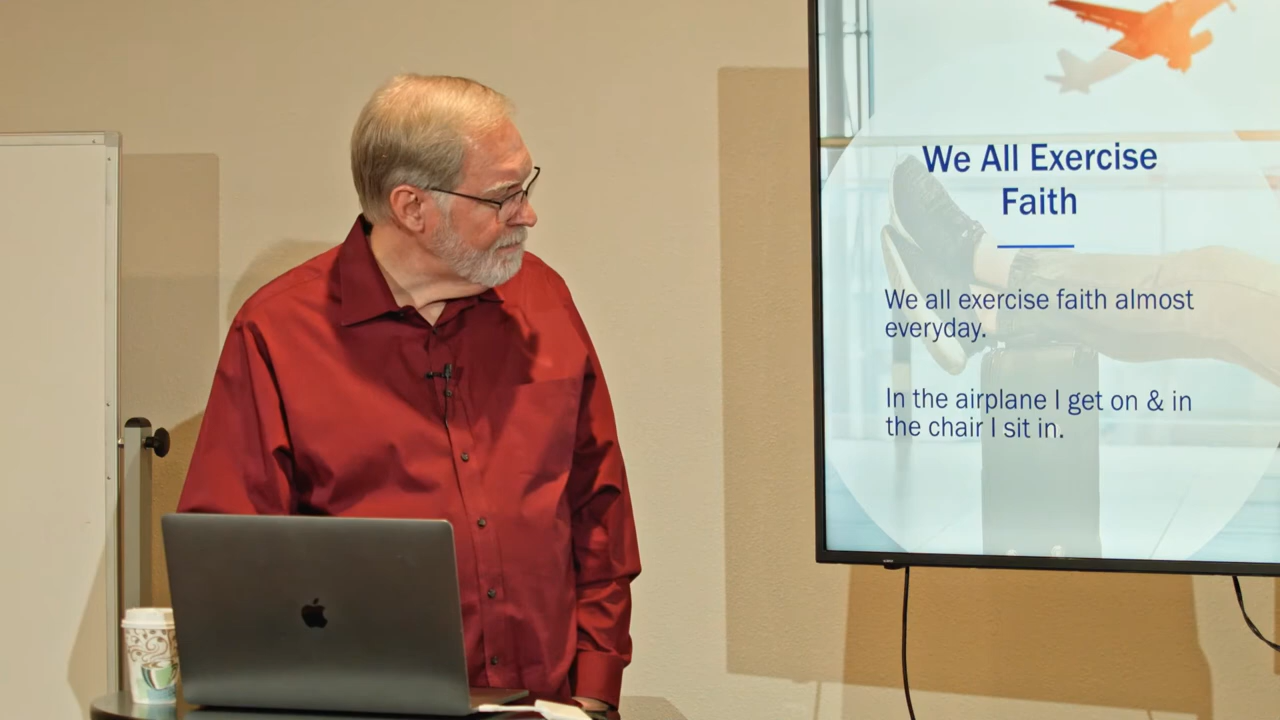 We All Exercise
Faith
We all exercise faith almost
everyday.
In the airplane I get on & in
the chair I sit in.